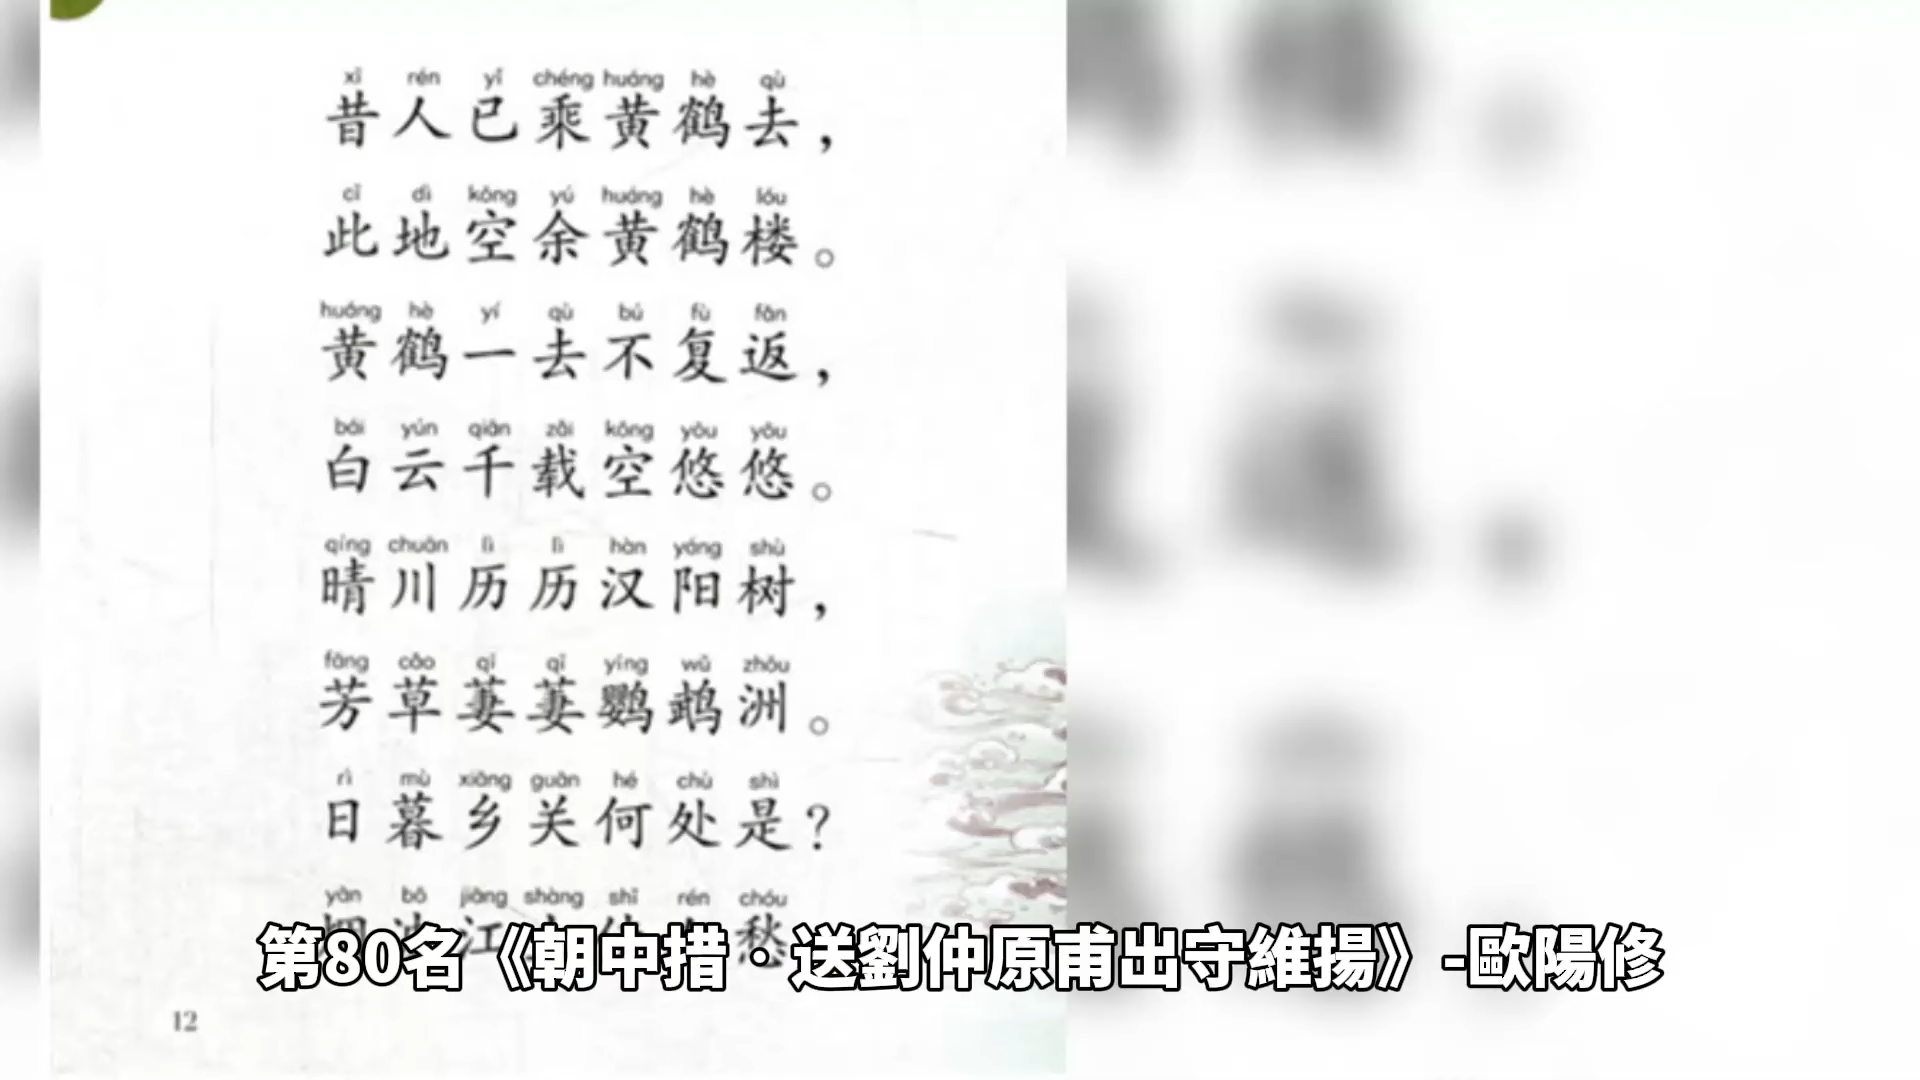 xī rén yǐ chéng huáng hè qù
昔人已乘黄鹤去，
cǐ dì kōng yú huáng hè lóu
此地空余黄鹤楼。
huáng hè yí qù bú fù fǎn
黄鹤一去不复返，
bái yún qiān zǎi kōng yōu yōu
白云千载空悠悠。
qíng chuān lì lì hàn yáng shù
晴川历历汉阳树，
fāng cǎo qī qī yīng wǔ zhōu
芳草萋萋鹦鹉洲。
rì mù xiāng guān hé chù shì
日暮乡关何处是？
yān bō jiāng shàng shǐ rén chóu
江 愁
第80名《朝中措·送劉仲原甫出守維揚》-歐陽修
12